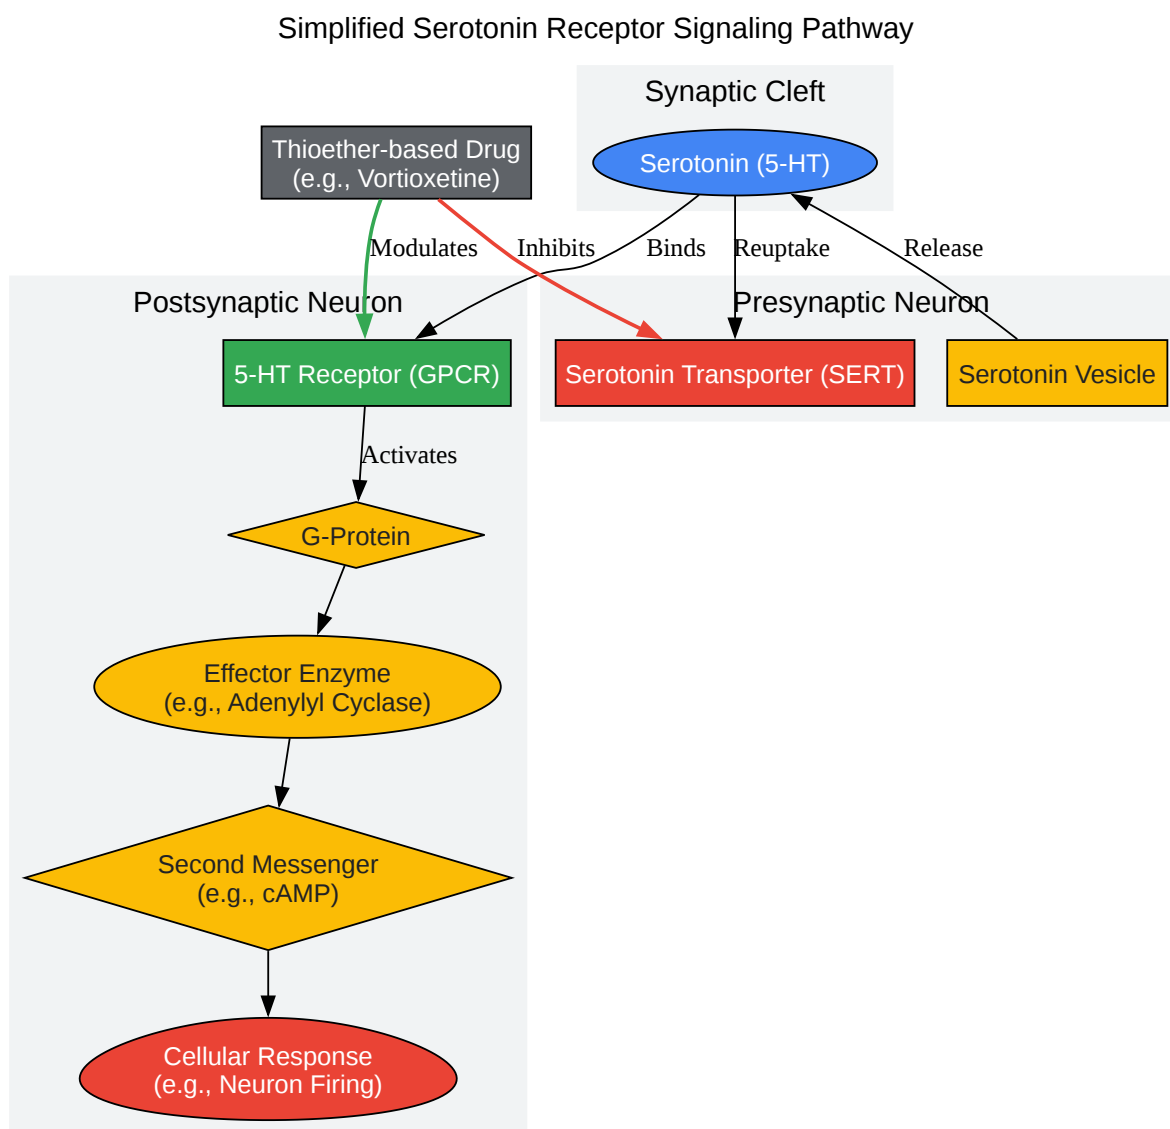 Simplified Serotonin Receptor Signaling Pathway
Synaptic Cleft
Thioether-based Drug
(e.g., Vortioxetine)
Serotonin (5-HT)
Modulates
Inhibits
Binds
Reuptake
Release
Postsynaptic Neuron
Presynaptic Neuron
5-HT Receptor (GPCR)
Serotonin Transporter (SERT)
Serotonin Vesicle
Activates
G-Protein
Effector Enzyme
(e.g., Adenylyl Cyclase)
Second Messenger
(e.g., cAMP)
Cellular Response
(e.g., Neuron Firing)